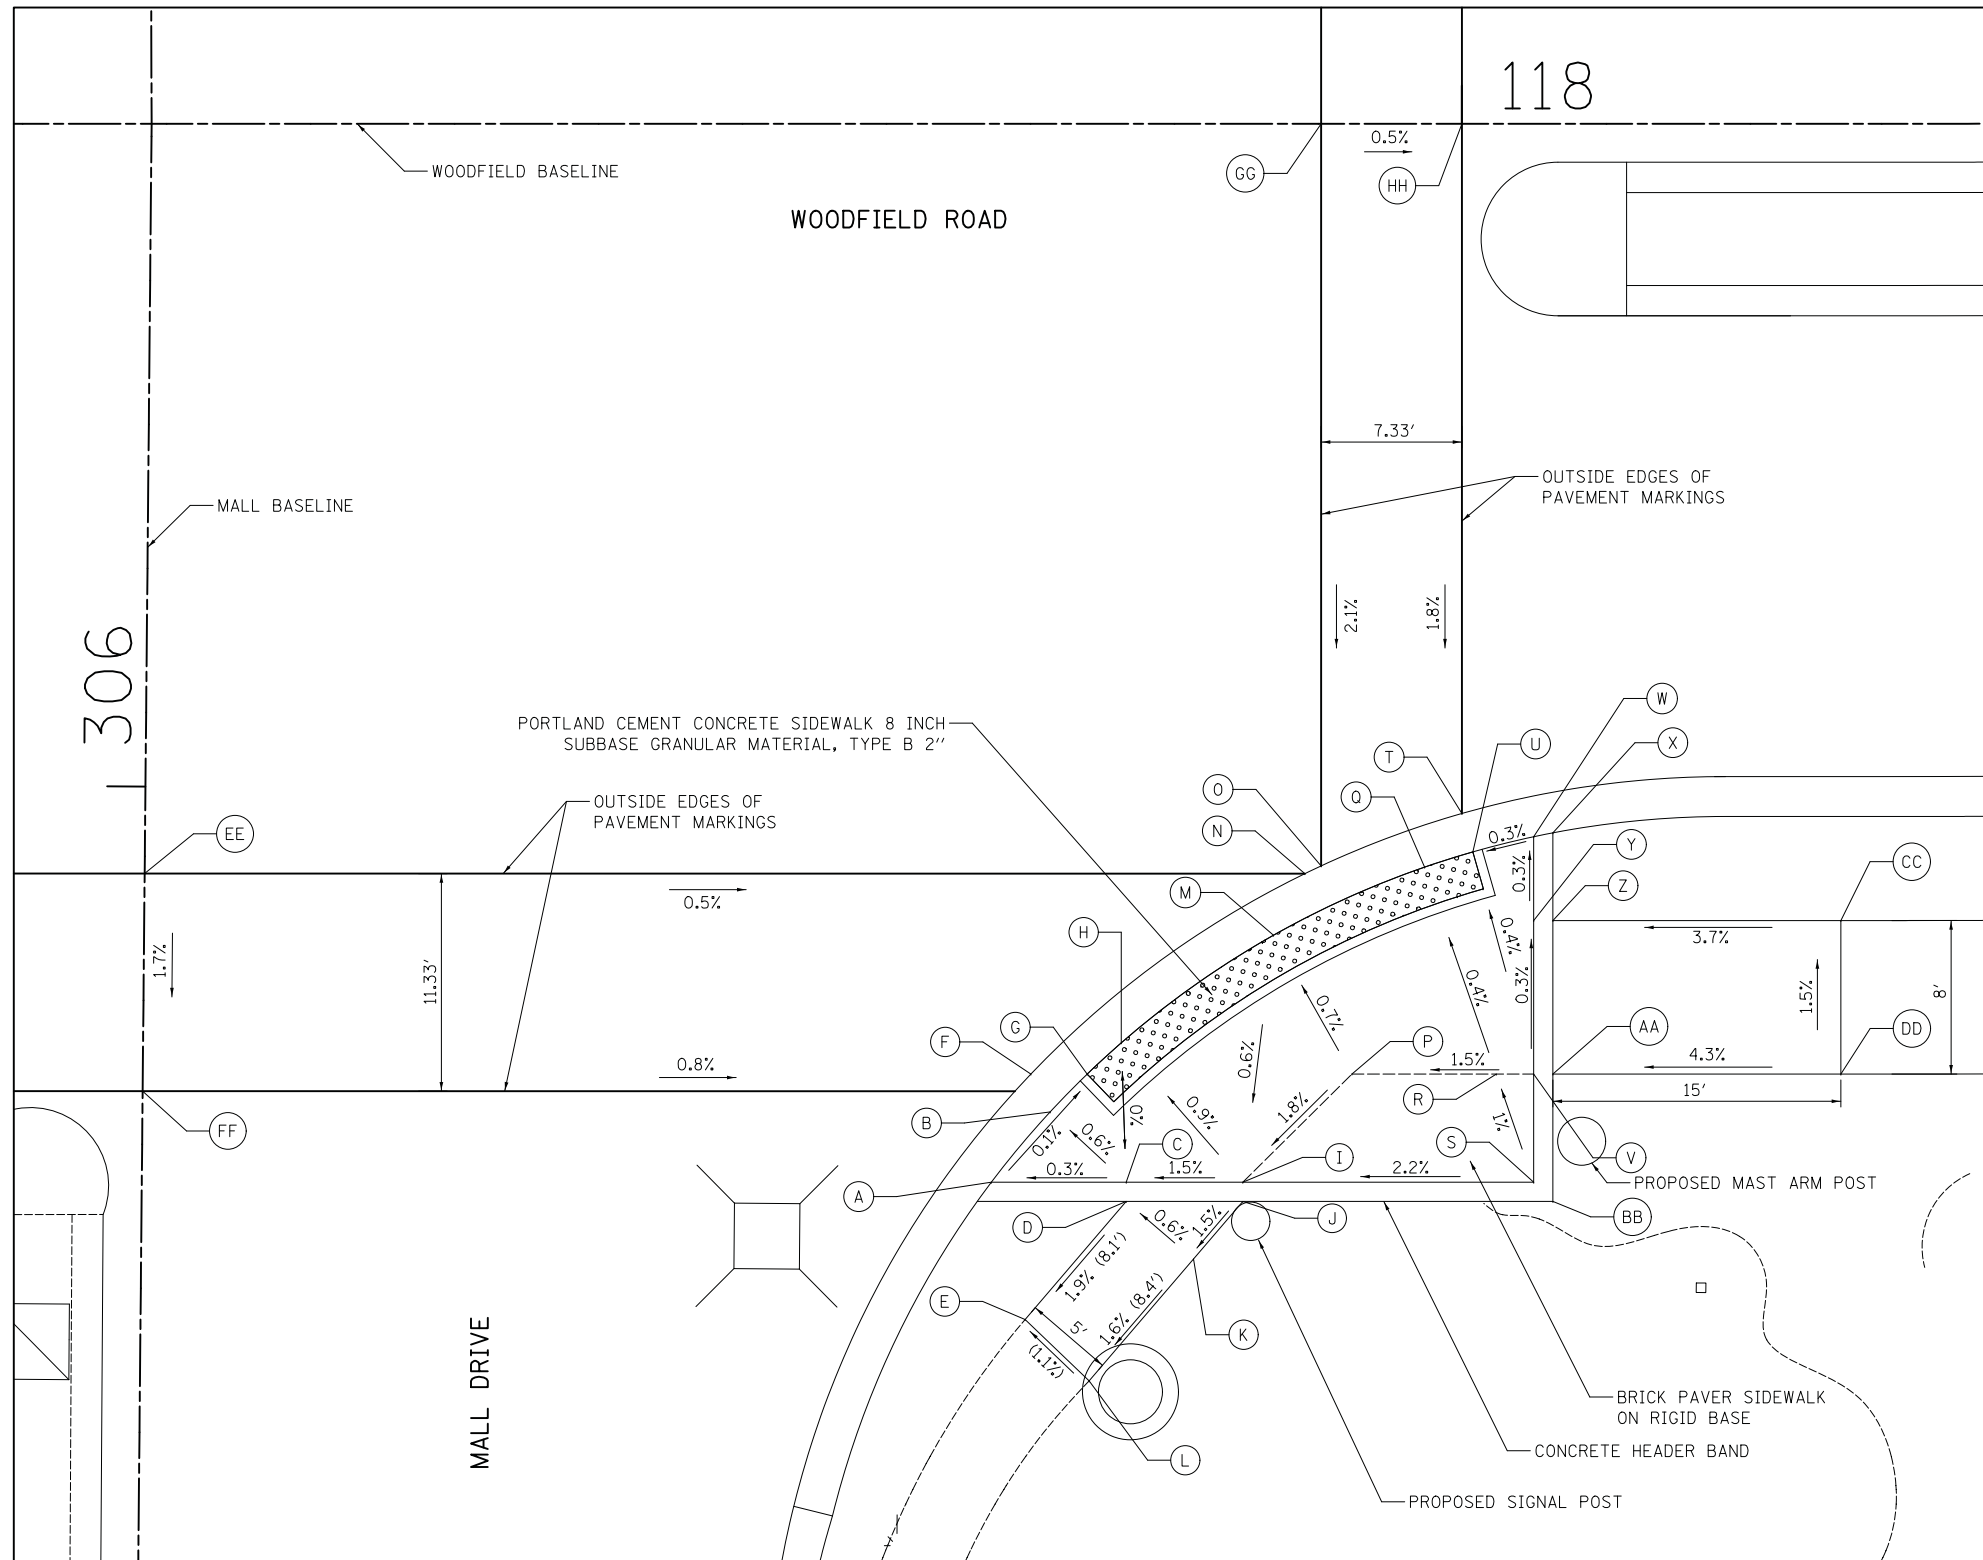 118
0.5%
WOODFIELD BASELINE
GG
HH
WOODFIELD ROAD
7.33'
OUTSIDE EDGES OF
PAVEMENT MARKINGS
MALL BASELINE
2.1%
1.8%
306
W
PORTLAND CEMENT CONCRETE SIDEWALK 8 INCH
SUBBASE GRANULAR MATERIAL, TYPE B 2"
U
X
T
O
Q
OUTSIDE EDGES OF
PAVEMENT MARKINGS
EE
N
0.3%
Y
CC
0.3%
Z
M
0.5%
H
0.4%
3.7%
1.7%
11.33'
0.4%
0.3%
1.5%
8'
G
0.7%
F
P
AA
DD
0.8%
0.6%
1.5%
4.3%
15'
R
0%
0.9%
1.8%
B
FF
0.1%
0.6%
C
S
1%
I
V
0.3%
1.5%
2.2%
PROPOSED MAST ARM POST
A
D
0.6%
1.5%
J
BB
1.9% (8.1')
E
1.6% (8.4')
5'
K
(1.1%)
MALL DRIVE
BRICK PAVER SIDEWALK
ON RIGID BASE
CONCRETE HEADER BAND
L
PROPOSED SIGNAL POST